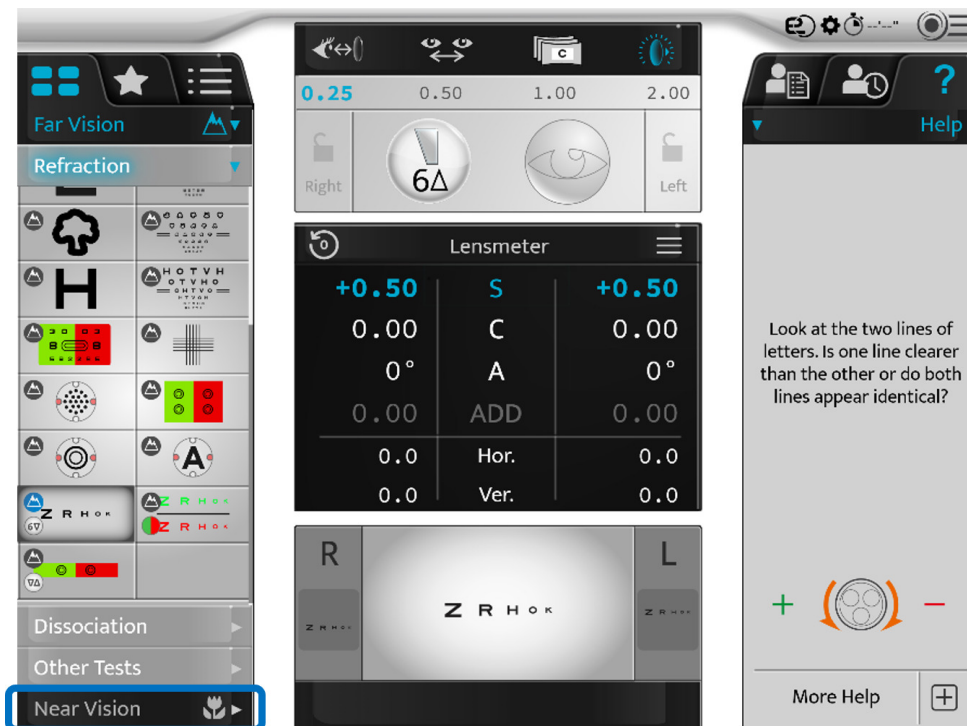 --'--"
Far Vision
Refraction
H
H O T V H
O T V H O
O H T V O
H T V O H
A
Z R H O K
6∇
Z R H O K
Z R H O K
∇Δ
Dissociation
Other Tests
Near Vision
C
0.25 0.50 1.00 2.00
Right 6Δ Left
0 Lensmeter
+0.50 S +0.50
0.00 C 0.00
0° A 0°
0.00 ADD 0.00
0.0 Hor. 0.0
0.0 Ver. 0.0
R L
Z R H O K
Z R H O K
Z R H O K
?
Help
Look at the two lines of
letters. Is one line clearer
than the other or do both
lines appear identical?
+ −
More Help +